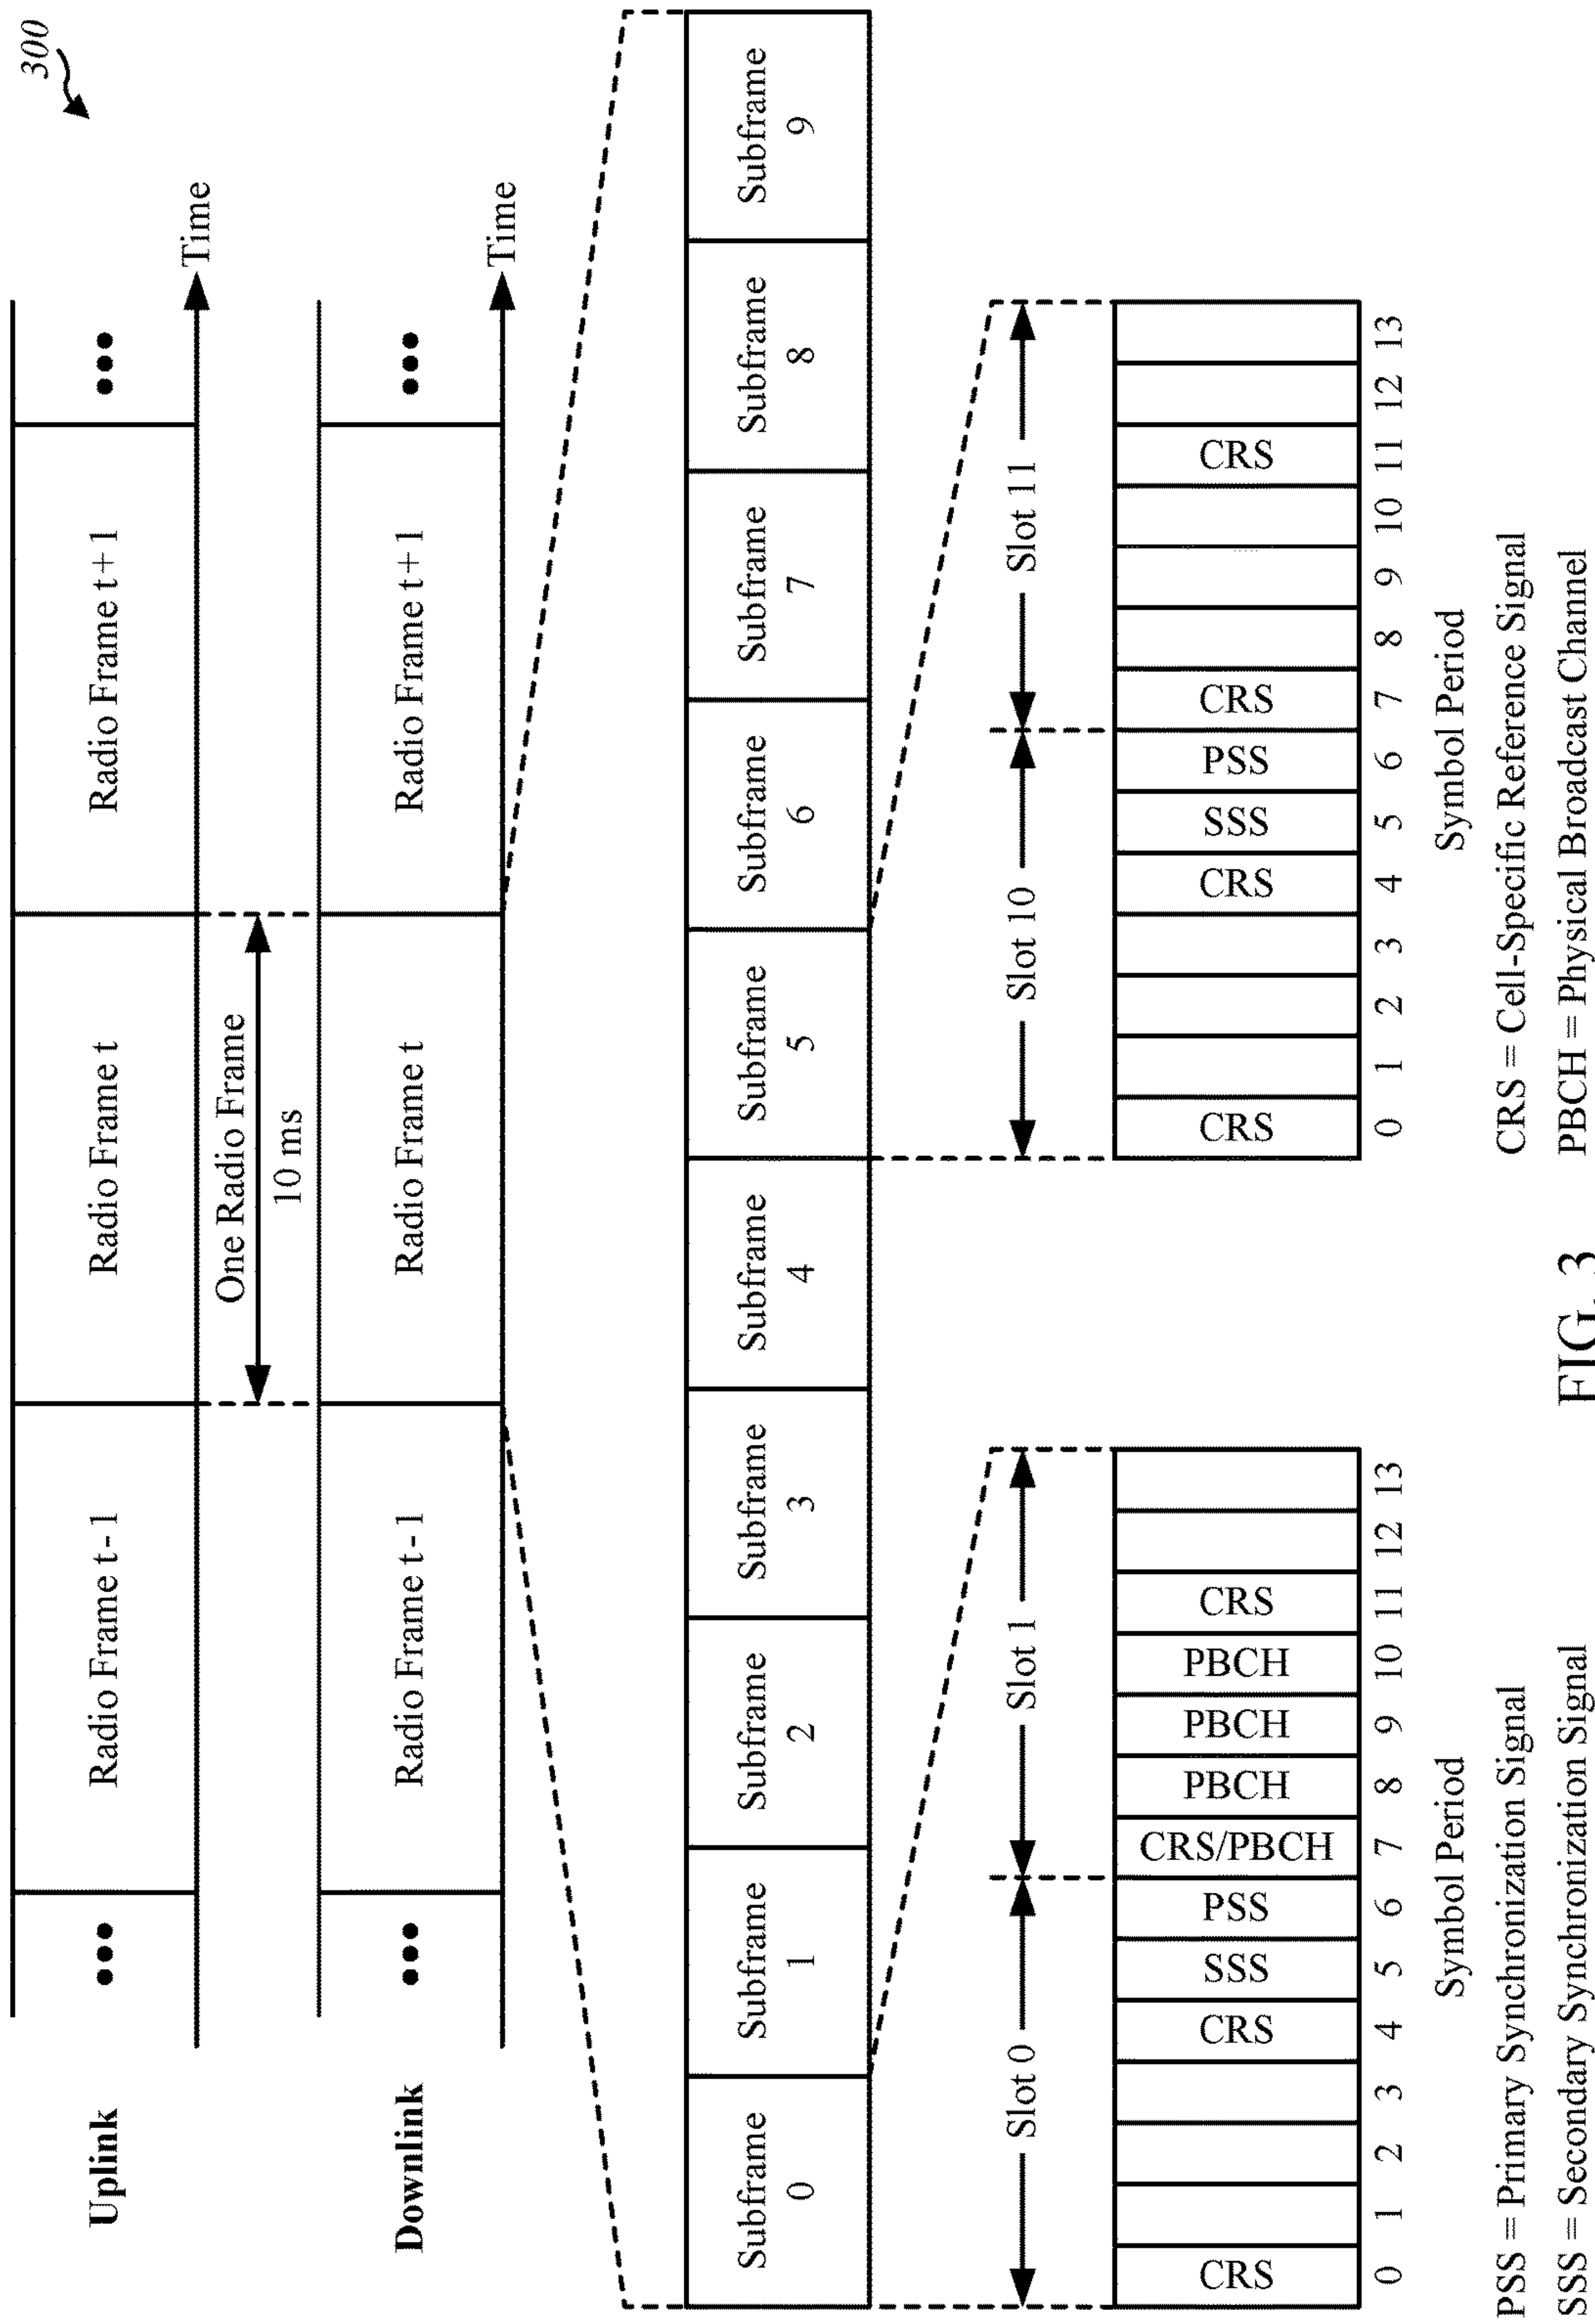 300
Uplink
••• Radio Frame t-1 Radio Frame t Radio Frame t+1 •••
Time
One Radio Frame
10 ms
Downlink
••• Radio Frame t-1 Radio Frame t Radio Frame t+1 •••
Time
Subframe Subframe Subframe Subframe Subframe Subframe Subframe Subframe Subframe Subframe
0 1 2 3 4 5 6 7 8 9
Slot 0 Slot 1 Slot 10 Slot 11
CRS CRS SSS PSS CRS/PBCH PBCH PBCH PBCH CRS CRS CRS SSS PSS CRS CRS
0 1 2 3 4 5 6 7 8 9 10 11 12 13 0 1 2 3 4 5 6 7 8 9 10 11 12 13
Symbol Period Symbol Period
PSS = Primary Synchronization Signal CRS = Cell-Specific Reference Signal
SSS = Secondary Synchronization Signal PBCH = Physical Broadcast Channel
FIG. 3